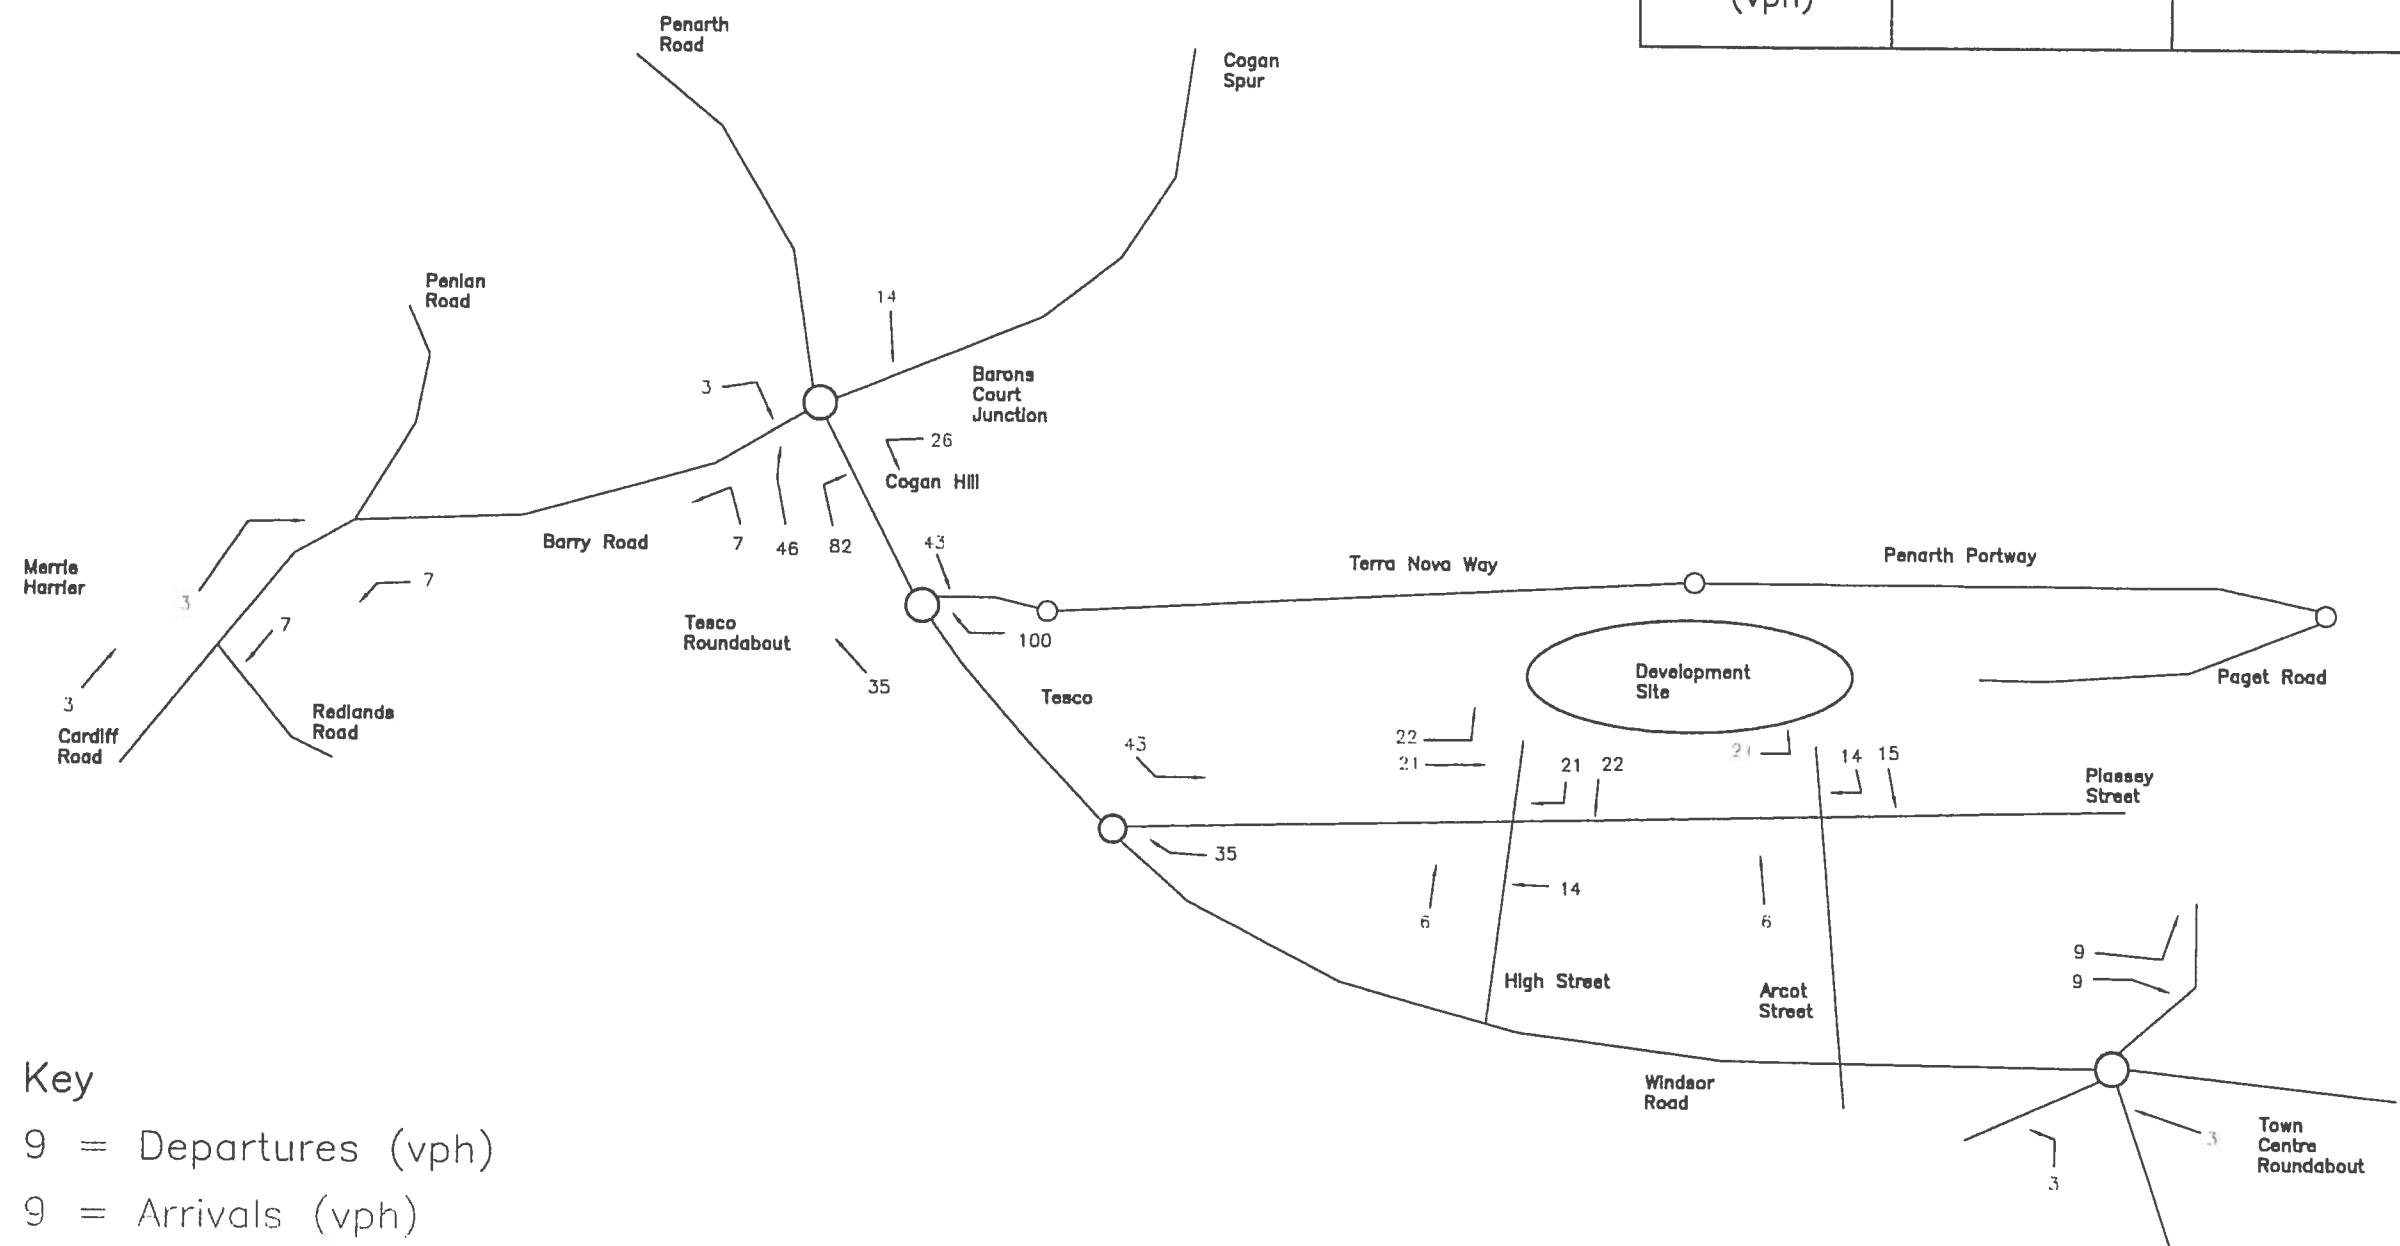 (vph)
Penarth
Road
Cogan
Spur
Penlan
Road
14
3
Barons
Court
Junction
26
Cogan Hill
Barry Road
7
46
82
43
Terra Nova Way
Penarth Portway
Merrie
Harrier
3
7
7
Tesco
Roundabout
100
35
3
Cardiff
Road
Redlands
Road
Tesco
Development
Site
Paget Road
43
22
21
21
22
21
14
15
Plassey
Street
35
14
6
6
High Street
Arcot
Street
9
9
Windsor
Road
3
3
Town
Centre
Roundabout
Key
9 = Departures (vph)
9 = Arrivals (vph)